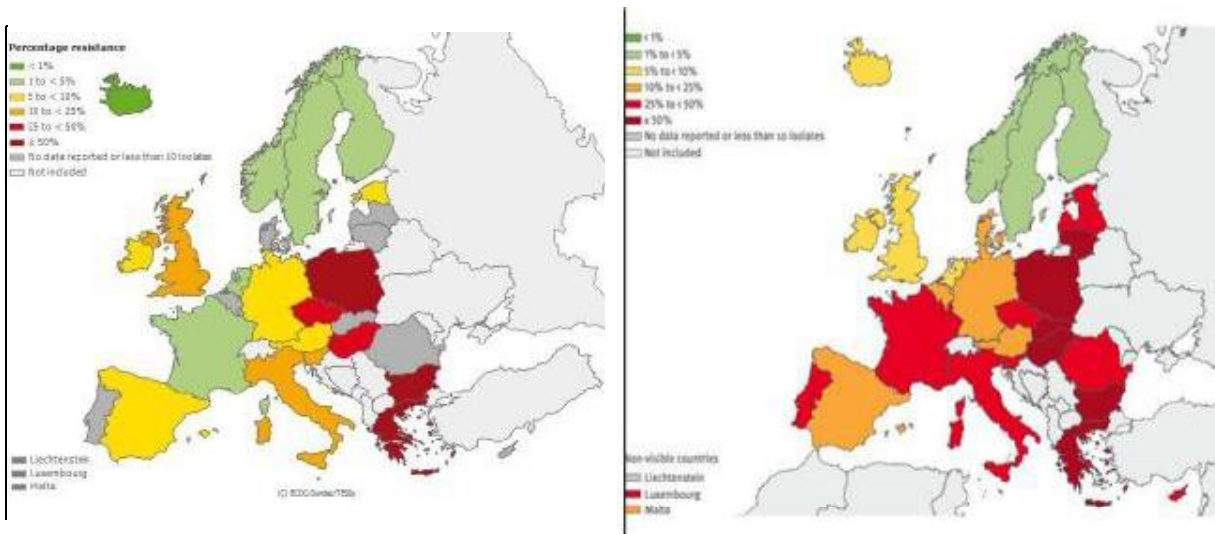 Percentage resistance
< 1%
1 to < 5%
5 to < 10%
10 to < 25%
25 to < 50%
≥ 50%
No data reported or less than 10 isolates
Not included
Liechtenstein
Luxembourg
Malta
< 1%
1% to < 5%
5% to < 10%
10% to < 25%
25% to < 50%
≥ 50%
No data reported or less than 10 isolates
Not included
Non-visible countries
Liechtenstein
Luxembourg
Malta